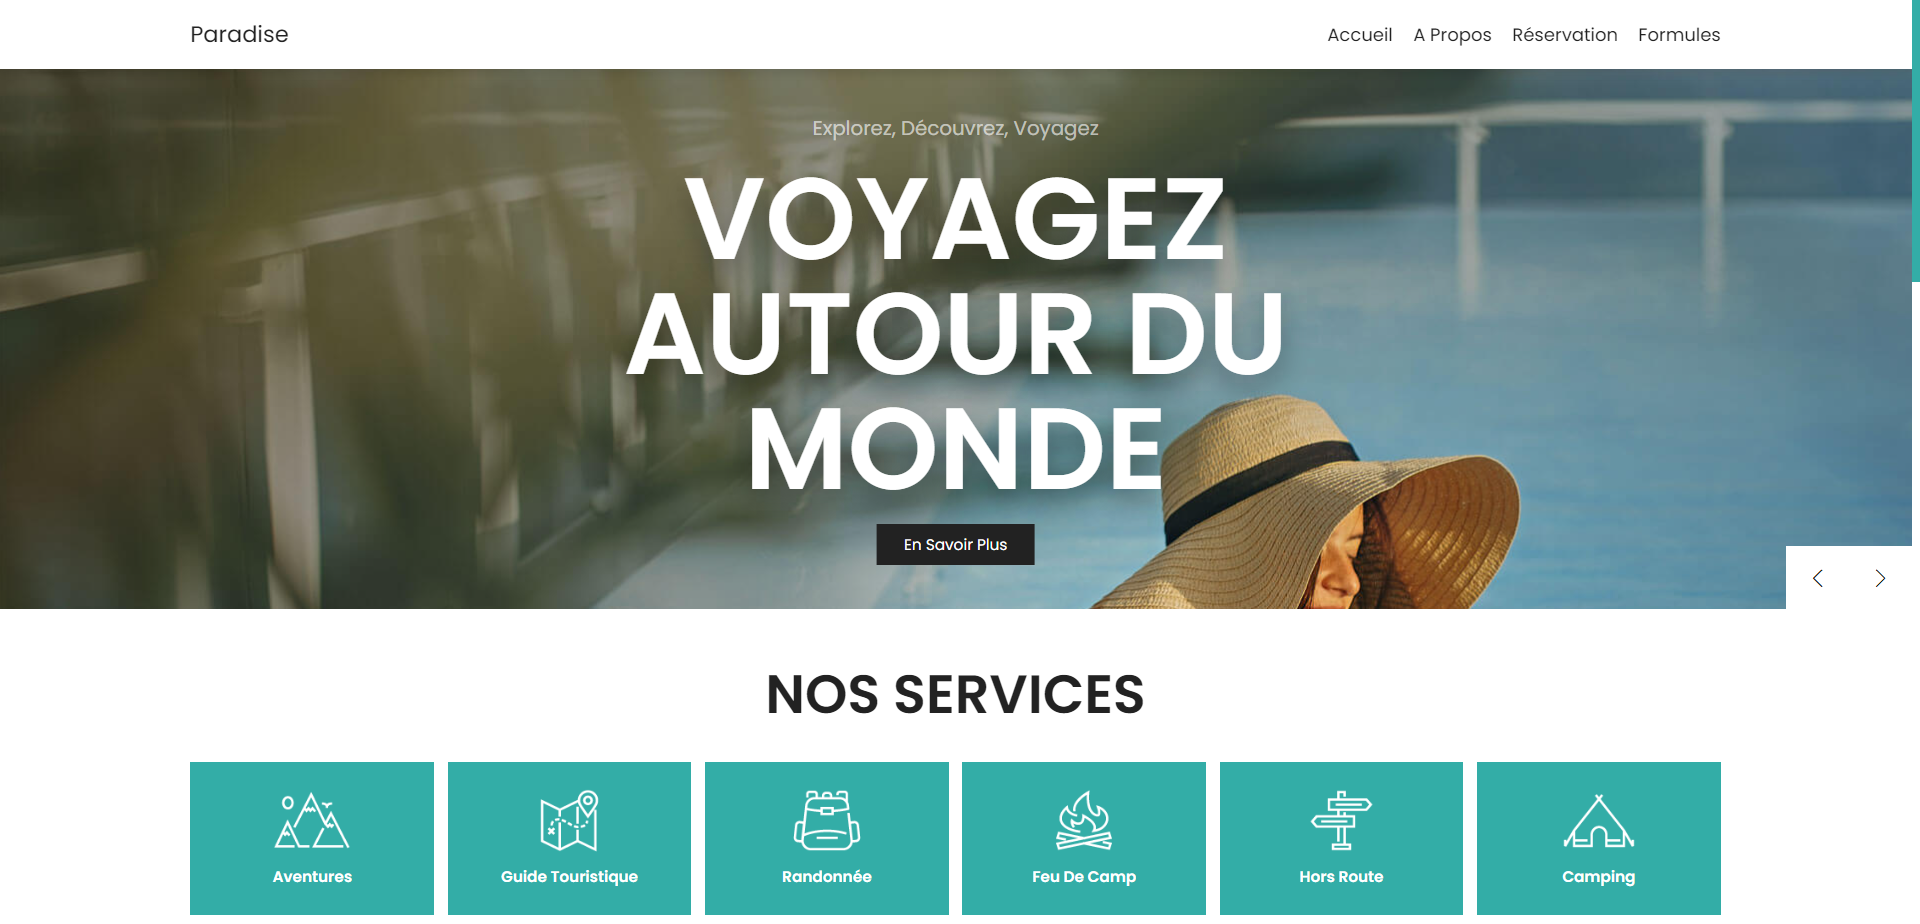 Paradise
Accueil A Propos Réservation Formules
Explorez, Découvrez, Voyagez
VOYAGEZ
AUTOUR DU
MONDE
En Savoir Plus
NOS SERVICES
Aventures
Guide Touristique
Randonnée
Feu De Camp
Hors Route
Camping